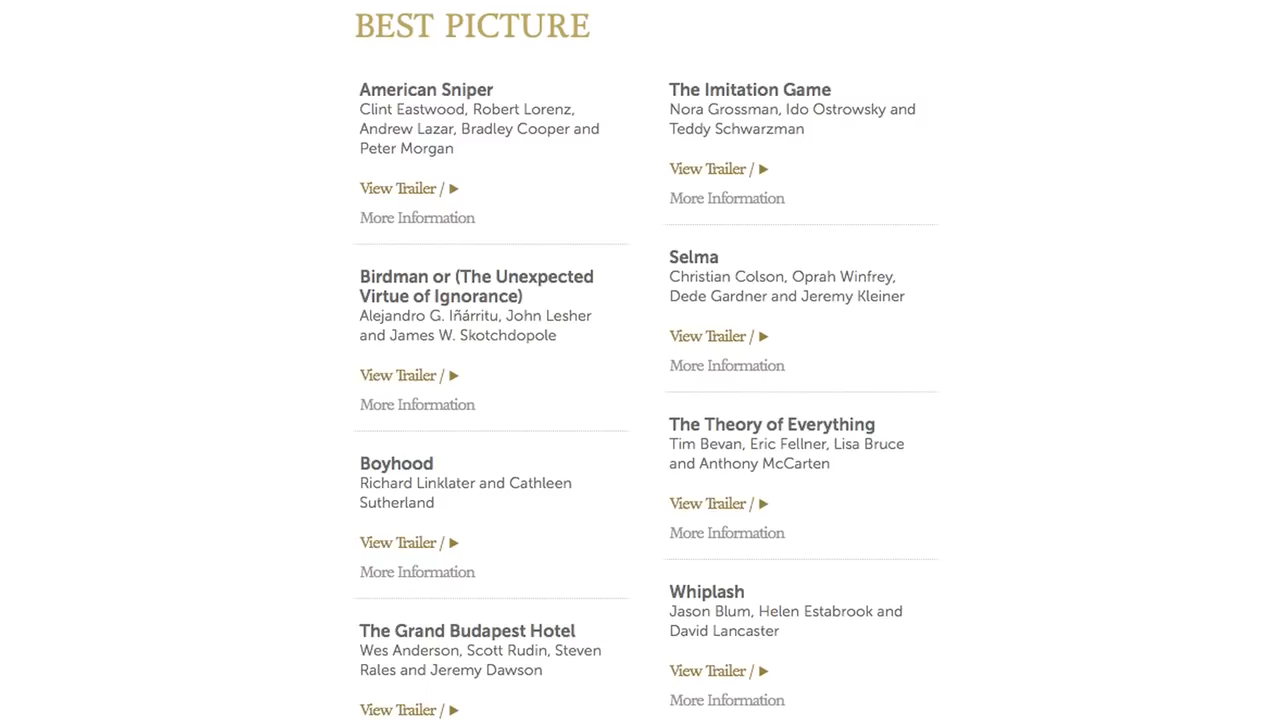 BEST PICTURE
American Sniper
Clint Eastwood, Robert Lorenz,
Andrew Lazar, Bradley Cooper and
Peter Morgan
View Trailer / ►
More Information
Birdman or (The Unexpected
Virtue of Ignorance)
Alejandro G. Iñárritu, John Lesher
and James W. Skotchdopole
View Trailer / ►
More Information
Boyhood
Richard Linklater and Cathleen
Sutherland
View Trailer / ►
More Information
The Grand Budapest Hotel
Wes Anderson, Scott Rudin, Steven
Rales and Jeremy Dawson
View Trailer / ►
The Imitation Game
Nora Grossman, Ido Ostrowsky and
Teddy Schwarzman
View Trailer / ►
More Information
Selma
Christian Colson, Oprah Winfrey,
Dede Gardner and Jeremy Kleiner
View Trailer / ►
More Information
The Theory of Everything
Tim Bevan, Eric Fellner, Lisa Bruce
and Anthony McCarten
View Trailer / ►
More Information
Whiplash
Jason Blum, Helen Estabrook and
David Lancaster
View Trailer / ►
More Information